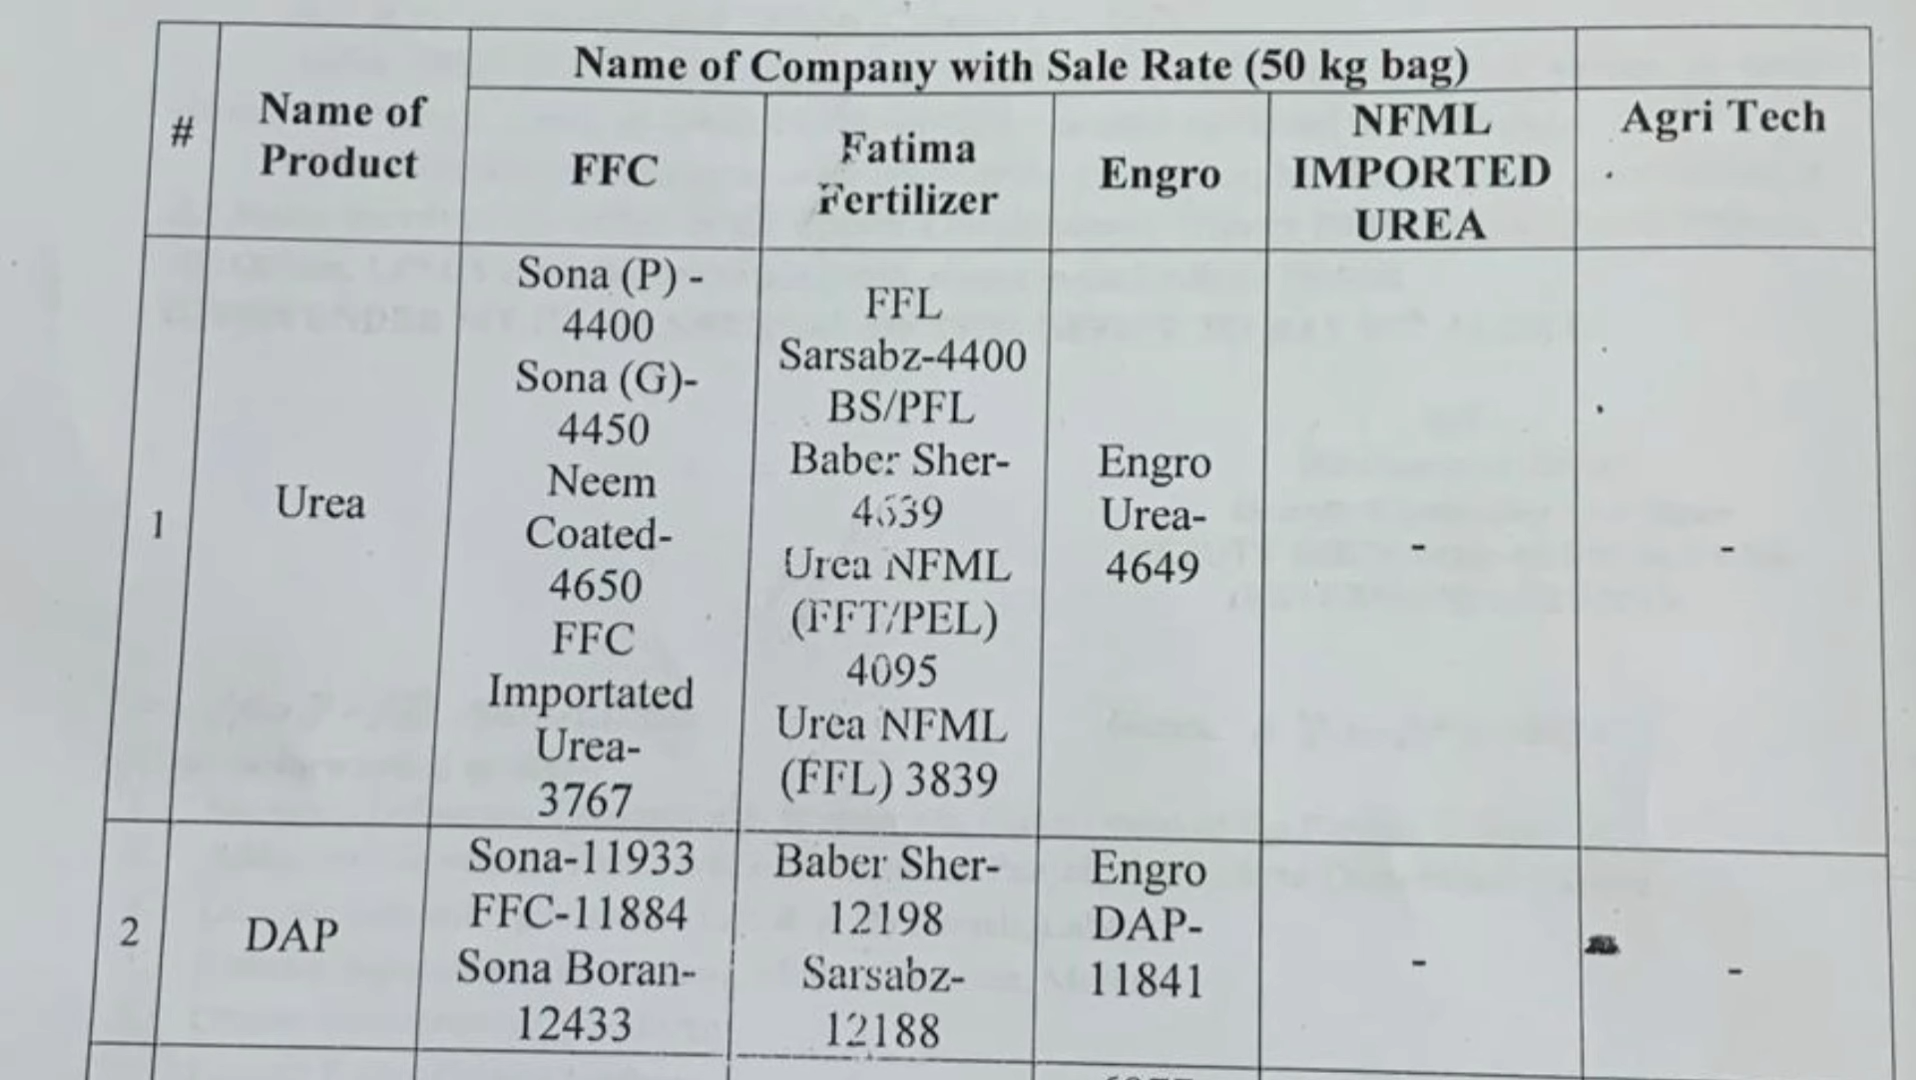 #
Name of
Product
Name of Company with Sale Rate (50 kg bag)
FFC
Fatima
Fertilizer
Engro
NFML
IMPORTED
UREA
Agri Tech
1
Urea
Sona (P) -
4400
Sona (G)-
4450
Neem
Coated-
4650
FFC
Importated
Urea-
3767
FFL
Sarsabz-4400
BS/PFL
Baber Sher-
4639
Urea NFML
(FFT/PEL)
4095
Urea NFML
(FFL) 3839
Engro
Urea-
4649
-
-
2
DAP
Sona-11933
FFC-11884
Sona Boran-
12433
Baber Sher-
12198
Sarsabz-
12188
Engro
DAP-
11841
-
-